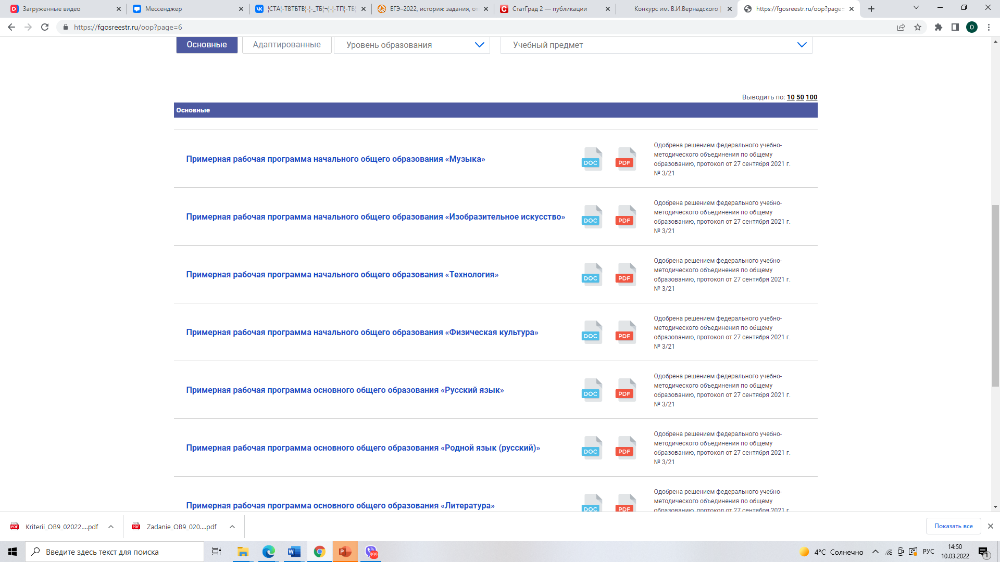 Загруженные видео
Мессенджер
¦СТА¦-ТВТБТВ¦-¦-_ТБ¦¬¦-¦-ТП¦-ТБ
ЕГЭ–2022, история: задания, от
СтатГрад 2 — публикации
Конкурс им. В.И.Вернадского |
https://fgosreestr.ru/oop?page=
https://fgosreestr.ru/oop?page=6
О
Основные
Адаптированные
Уровень образования
Учебный предмет
Выводить по: 10 50 100
Основные
Примерная рабочая программа начального общего образования «Музыка»
DOC
PDF
Одобрена решением федерального учебно-
методического объединения по общему
образованию, протокол от 27 сентября 2021 г.
№ 3/21
Примерная рабочая программа начального общего образования «Изобразительное искусство»
DOC
PDF
Одобрена решением федерального учебно-
методического объединения по общему
образованию, протокол от 27 сентября 2021 г.
№ 3/21
Примерная рабочая программа начального общего образования «Технология»
DOC
PDF
Одобрена решением федерального учебно-
методического объединения по общему
образованию, протокол от 27 сентября 2021 г.
№ 3/21
Примерная рабочая программа начального общего образования «Физическая культура»
DOC
PDF
Одобрена решением федерального учебно-
методического объединения по общему
образованию, протокол от 27 сентября 2021 г.
№ 3/21
Примерная рабочая программа основного общего образования «Русский язык»
DOC
PDF
Одобрена решением федерального учебно-
методического объединения по общему
образованию, протокол от 27 сентября 2021 г.
№ 3/21
Примерная рабочая программа основного общего образования «Родной язык (русский)»
DOC
PDF
Одобрена решением федерального учебно-
методического объединения по общему
образованию, протокол от 27 сентября 2021 г.
№ 3/21
Примерная рабочая программа основного общего образования «Литература»
DOC
PDF
Одобрена решением федерального учебно-
методического объединения по общему
образованию, протокол от 27 сентября 2021 г.
Kriterii_OB9_02022....pdf
Zadanie_OB9_020....pdf
Показать все
Введите здесь текст для поиска
999
4°C Солнечно
РУС
14:50
10.03.2022
1